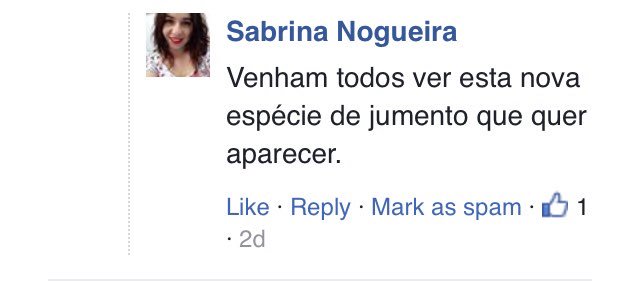 Sabrina Nogueira
Venham todos ver esta nova
espécie de jumento que quer
aparecer.
Like · Reply · Mark as spam · 1
· 2d